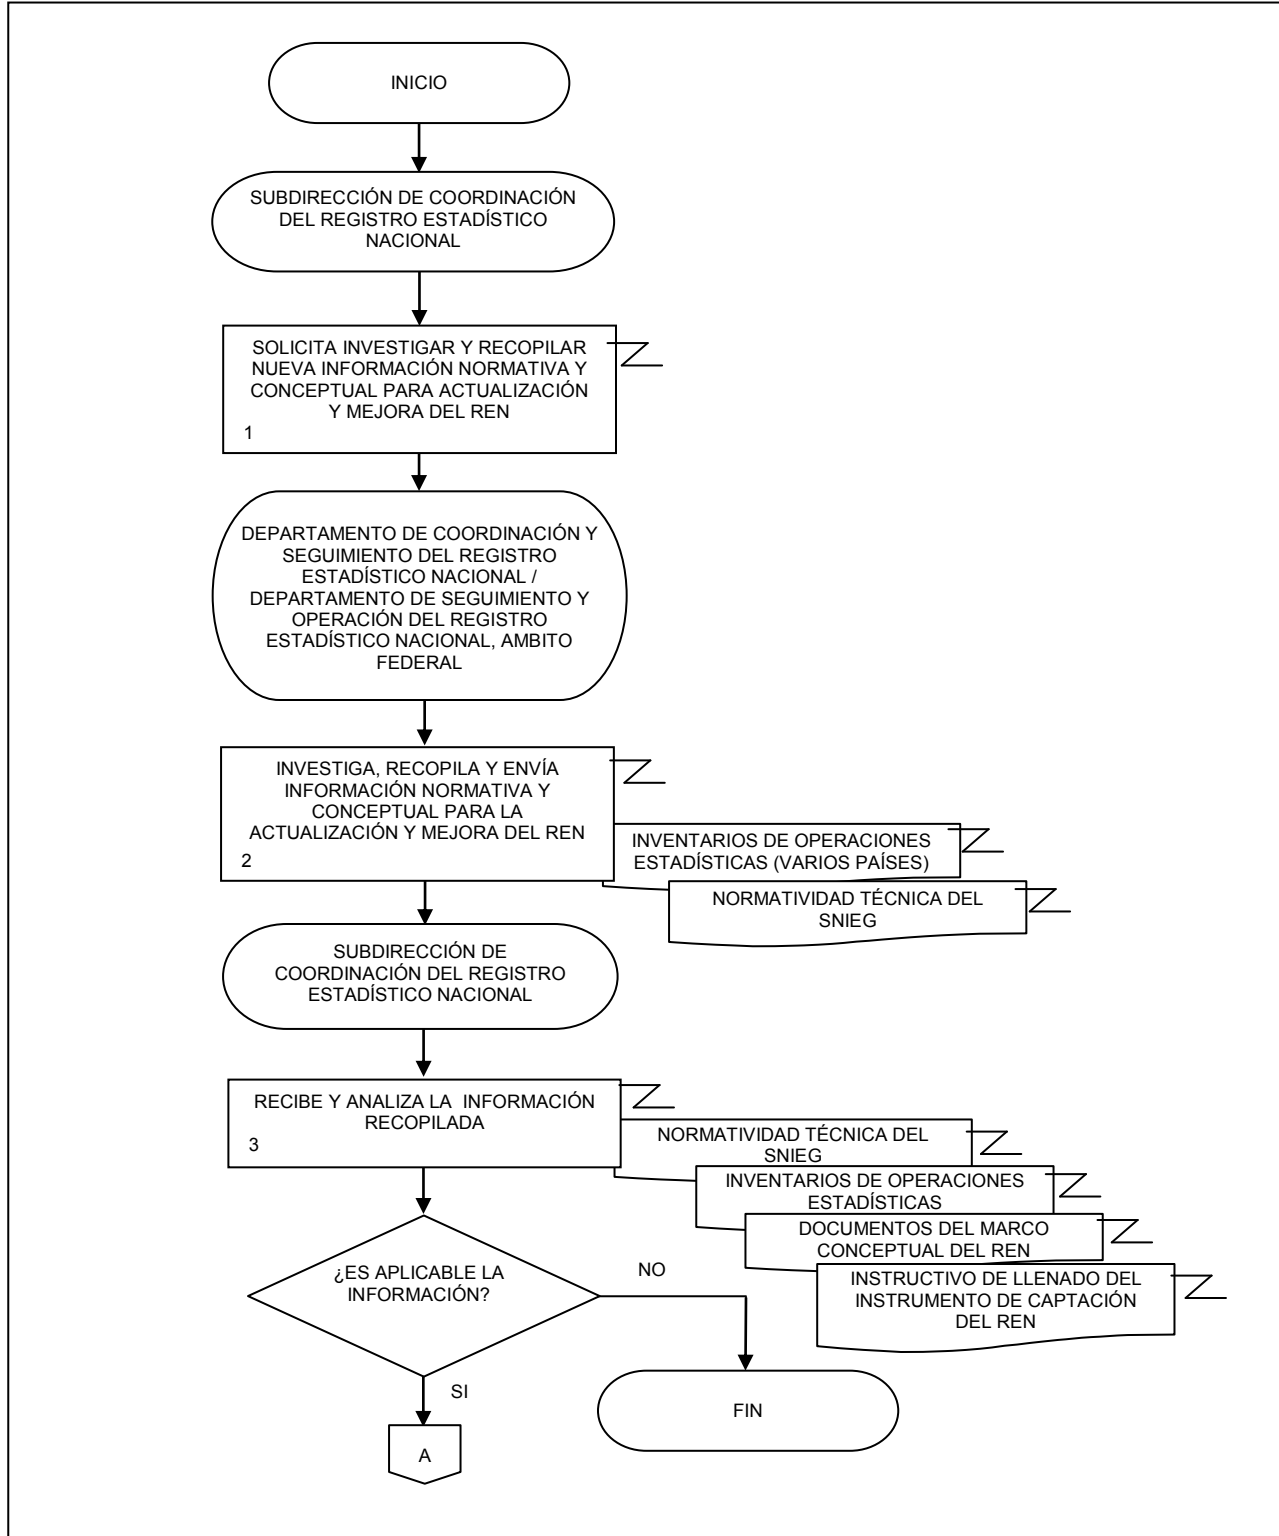 INICIO
SUBDIRECCIÓN DE COORDINACIÓN
DEL REGISTRO ESTADÍSTICO
NACIONAL
SOLICITA INVESTIGAR Y RECOPILAR
NUEVA INFORMACIÓN NORMATIVA Y
CONCEPTUAL PARA ACTUALIZACIÓN
Y MEJORA DEL REN
1
DEPARTAMENTO DE COORDINACIÓN Y
SEGUIMIENTO DEL REGISTRO
ESTADÍSTICO NACIONAL /
DEPARTAMENTO DE SEGUIMIENTO Y
OPERACIÓN DEL REGISTRO
ESTADÍSTICO NACIONAL, AMBITO
FEDERAL
INVESTIGA, RECOPILA Y ENVÍA
INFORMACIÓN NORMATIVA Y
CONCEPTUAL PARA LA
ACTUALIZACIÓN Y MEJORA DEL REN
2
INVENTARIOS DE OPERACIONES
ESTADÍSTICAS (VARIOS PAÍSES)
NORMATIVIDAD TÉCNICA DEL
SNIEG
SUBDIRECCIÓN DE
COORDINACIÓN DEL REGISTRO
ESTADÍSTICO NACIONAL
RECIBE Y ANALIZA LA INFORMACIÓN
RECOPILADA
3
NORMATIVIDAD TÉCNICA DEL
SNIEG
INVENTARIOS DE OPERACIONES
ESTADÍSTICAS
DOCUMENTOS DEL MARCO
CONCEPTUAL DEL REN
INSTRUCTIVO DE LLENADO DEL
INSTRUMENTO DE CAPTACIÓN
DEL REN
¿ES APLICABLE LA
INFORMACIÓN?
NO
SI
FIN
A